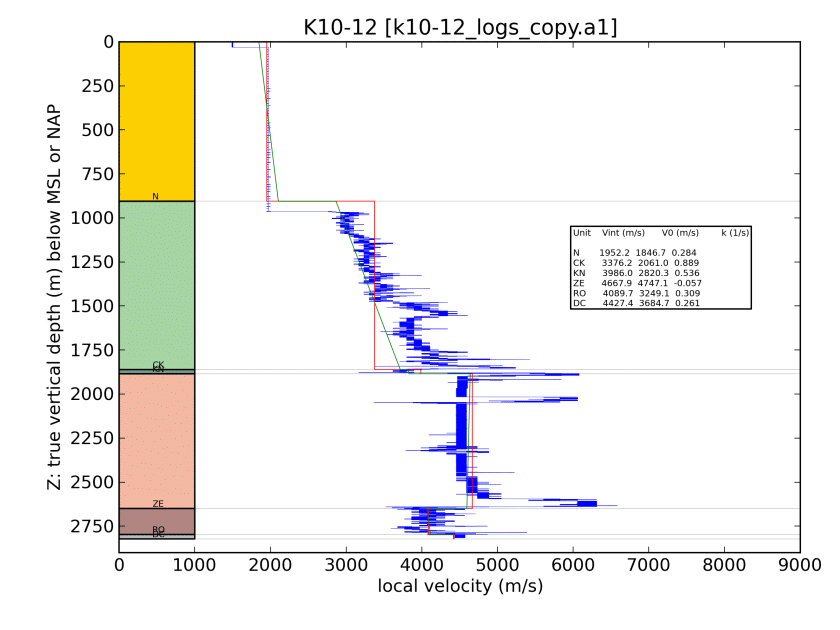 K10-12 [k10-12_logs_copy.a1]
0
250
500
750
1000
1250
1500
1750
2000
2250
2500
2750
Z: true vertical depth (m) below MSL or NAP
N
CK
KN
ZE
RO
DC
Unit Vint (m/s) V0 (m/s) k (1/s)
N 1952.2 1846.7 0.284
CK 3376.2 2061.0 0.889
KN 3986.0 2820.3 0.536
ZE 4667.9 4747.1 -0.057
RO 4089.7 3249.1 0.309
DC 4427.4 3684.7 0.261
0 1000 2000 3000 4000 5000 6000 7000 8000 9000
local velocity (m/s)